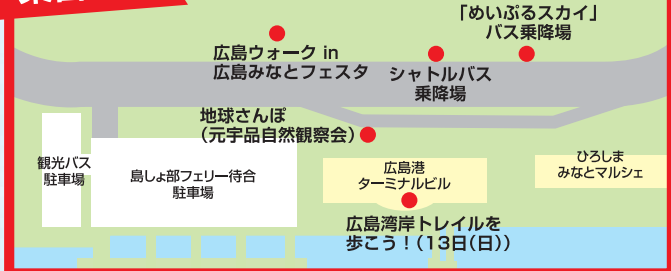 「めいぷるスカイ」
バス乗降場
広島ウォーク in
広島みなとフェスタ
シャトルバス
乗降場
地球さんぽ
（元宇品自然観察会）
観光バス
駐車場
島しょ部フェリー待合
駐車場
広島港
ターミナルビル
ひろしま
みなとマルシェ
広島湾岸トレイルを
歩こう！（13日（日））